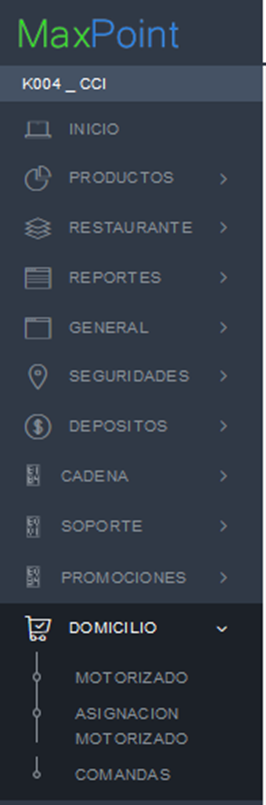 MaxPoint
K004 _ CCI
INICIO
PRODUCTOS
RESTAURANTE
REPORTES
GENERAL
SEGURIDADES
DEPOSITOS
CADENA
SOPORTE
PROMOCIONES
DOMICILIO
MOTORIZADO
ASIGNACION
MOTORIZADO
COMANDAS